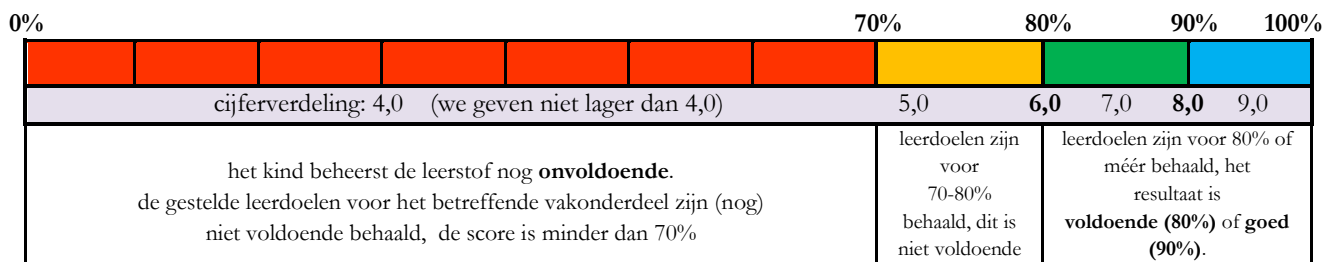 0% 70% 80% 90% 100%
cijferverdeling: 4,0 (we geven niet lager dan 4,0) 5,0 6,0 7,0 8,0 9,0
het kind beheerst de leerstof nog onvoldoende.
de gestelde leerdoelen voor het betreffende vakonderdeel zijn (nog)
niet voldoende behaald, de score is minder dan 70%
leerdoelen zijn
voor
70-80%
behaald, dit is
niet voldoende
leerdoelen zijn voor 80% of
méér behaald, het
resultaat is
voldoende (80%) of goed
(90%).